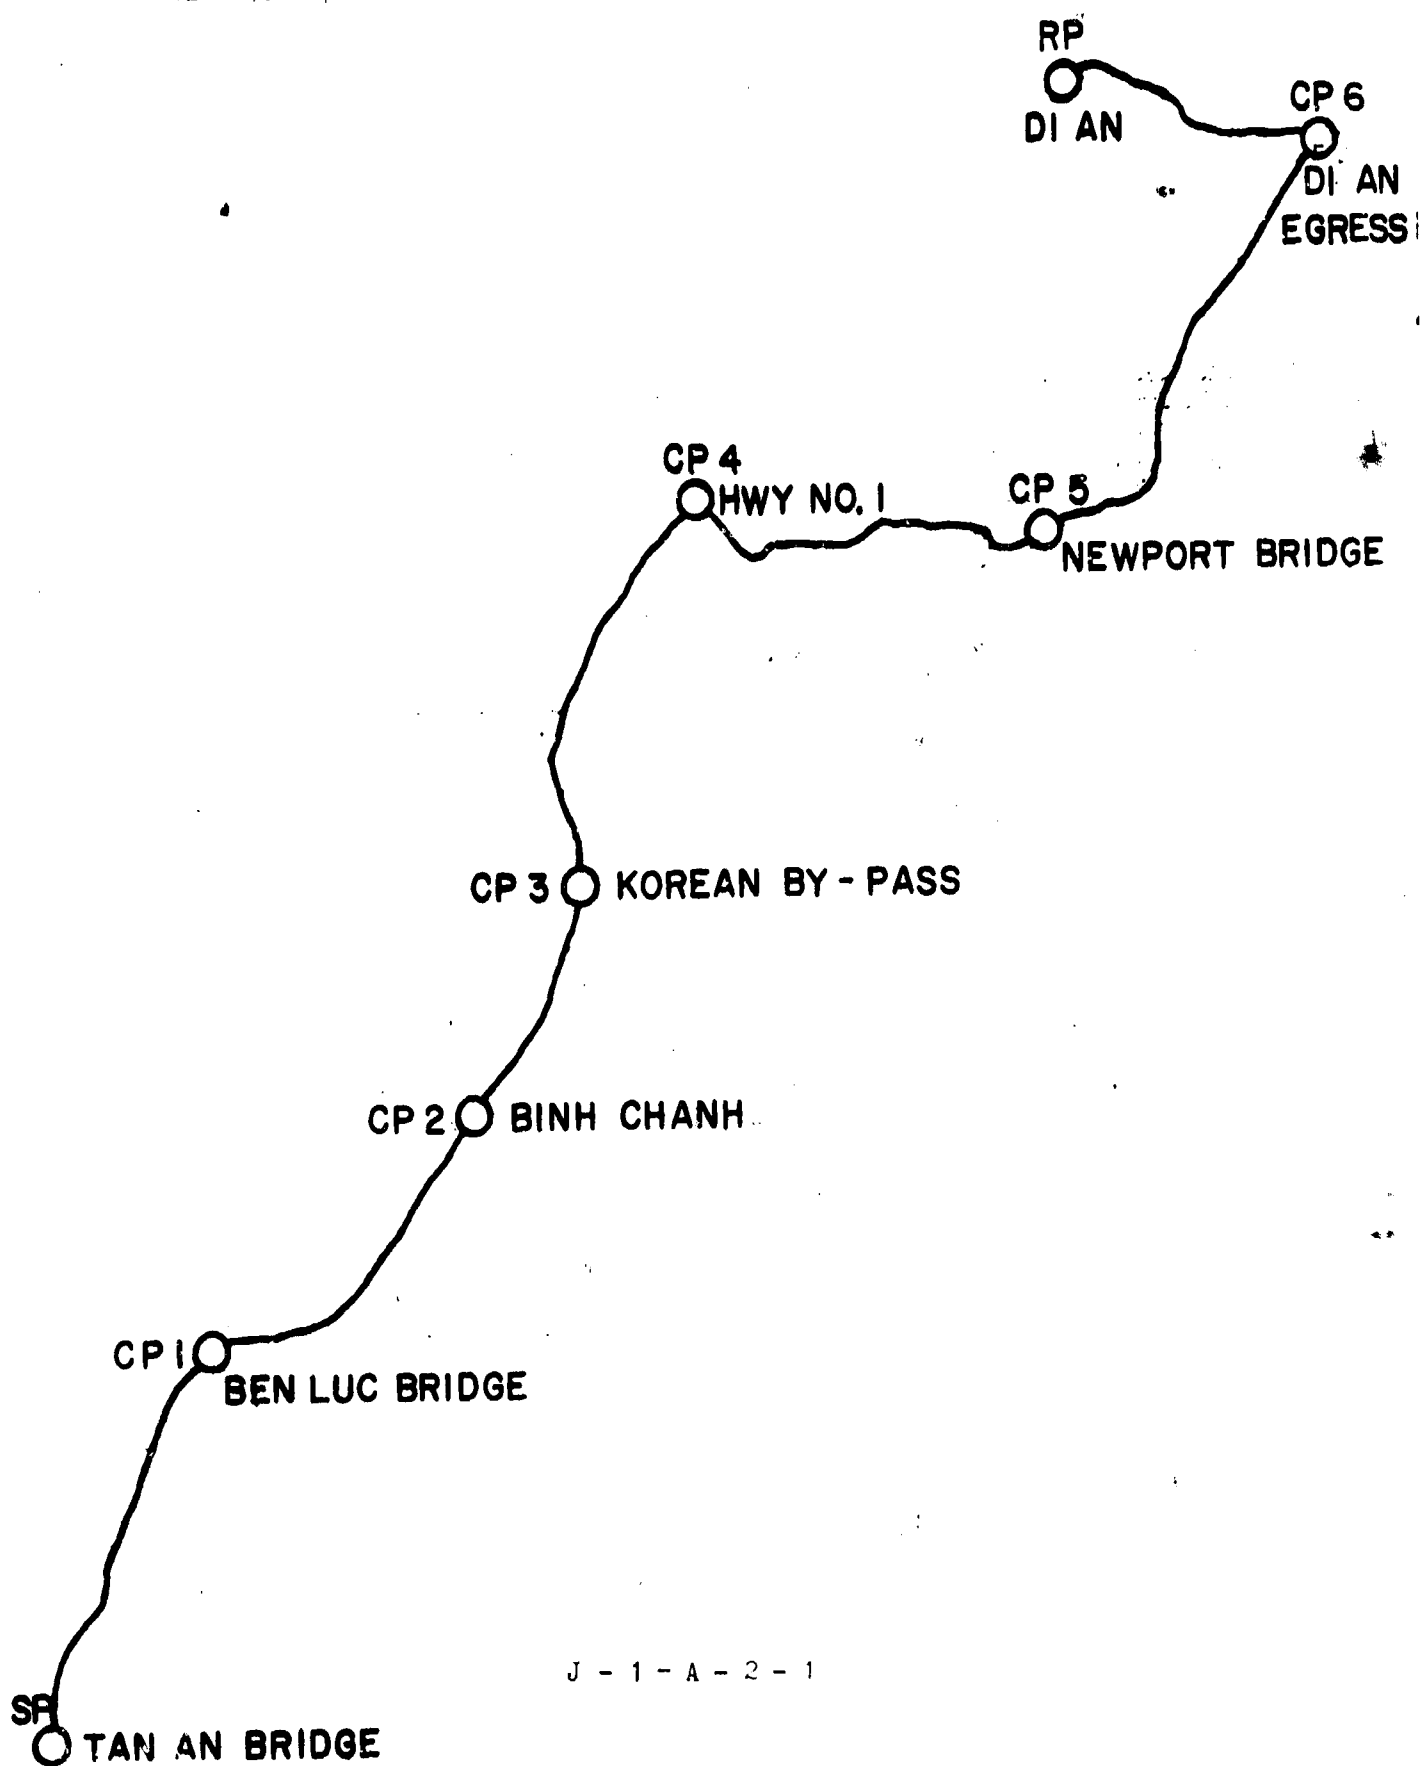 RP
DI AN
CP 6
DI AN
EGRESS
CP 4
HWY NO. 1
CP 5
NEWPORT BRIDGE
CP 3 KOREAN BY - PASS
CP 2 BINH CHANH
CP 1
BEN LUC BRIDGE
J - 1 - A - 2 - 1
SP
TAN AN BRIDGE